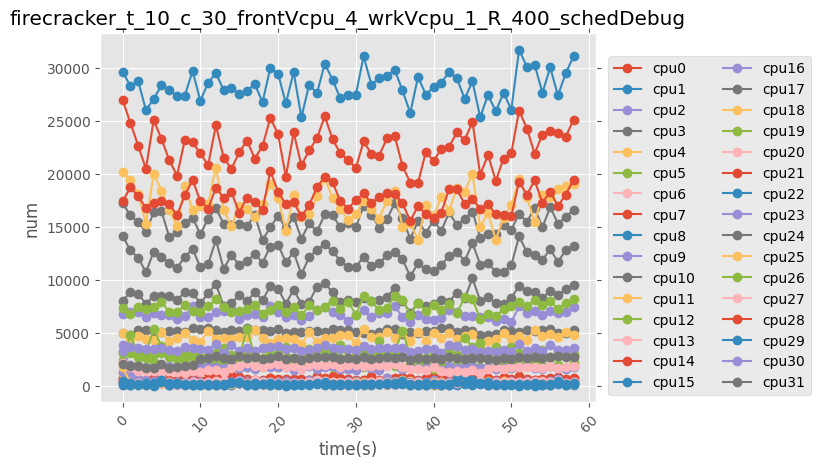 firecracker_t_10_c_30_frontVcpu_4_wrkVcpu_1_R_400_schedDebug
30000
25000
20000
15000
10000
5000
0
num
0
10
20
30
40
50
60
time(s)
cpu0
cpu1
cpu2
cpu3
cpu4
cpu5
cpu6
cpu7
cpu8
cpu9
cpu10
cpu11
cpu12
cpu13
cpu14
cpu15
cpu16
cpu17
cpu18
cpu19
cpu20
cpu21
cpu22
cpu23
cpu24
cpu25
cpu26
cpu27
cpu28
cpu29
cpu30
cpu31